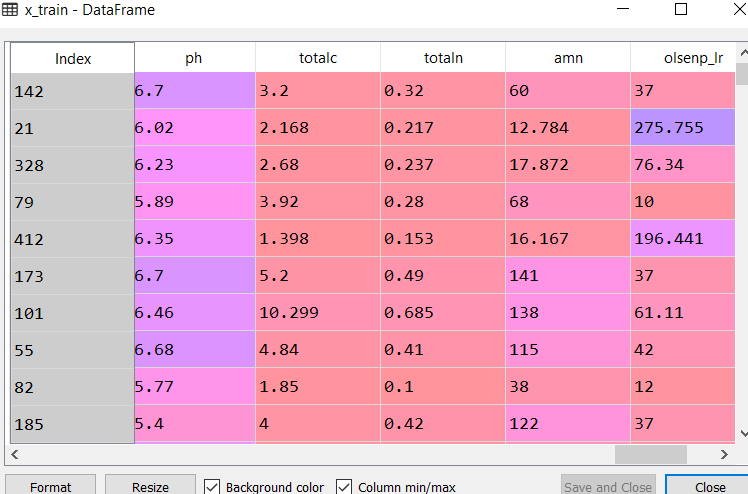 x_train - DataFrame
Index ph totalc totaln amn olsenp_lr
142 6.7 3.2 0.32 60 37
21 6.02 2.168 0.217 12.784 275.755
328 6.23 2.68 0.237 17.872 76.34
79 5.89 3.92 0.28 68 10
412 6.35 1.398 0.153 16.167 196.441
173 6.7 5.2 0.49 141 37
101 6.46 10.299 0.685 138 61.11
55 6.68 4.84 0.41 115 42
82 5.77 1.85 0.1 38 12
185 5.4 4 0.42 122 37
Format Resize Background color Column min/max Save and Close Close